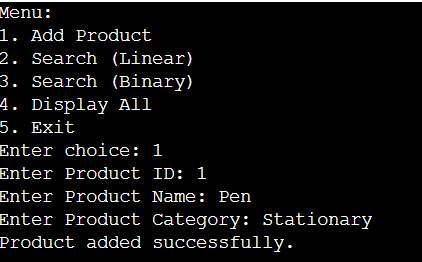 Menu:
1. Add Product
2. Search (Linear)
3. Search (Binary)
4. Display All
5. Exit
Enter choice: 1
Enter Product ID: 1
Enter Product Name: Pen
Enter Product Category: Stationary
Product added successfully.